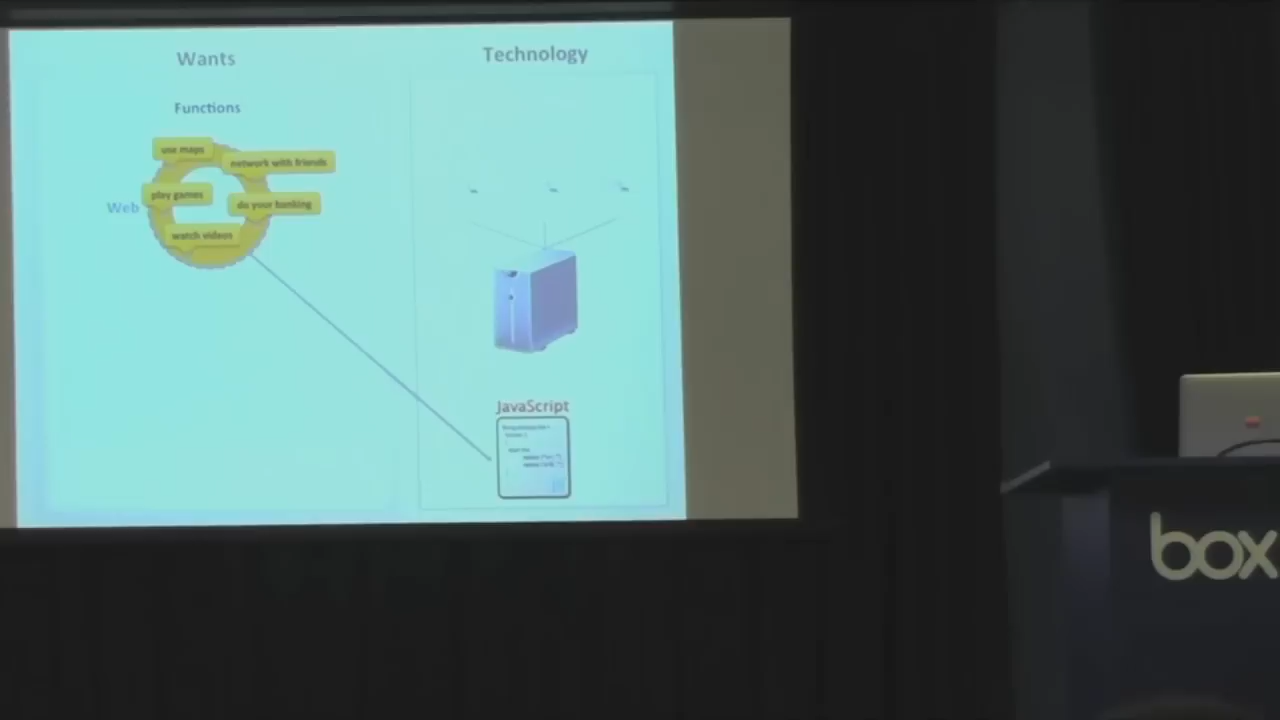 Wants
Technology
Functions
use maps
network with friends
play games
do your banking
Web
watch videos
JavaScript
box